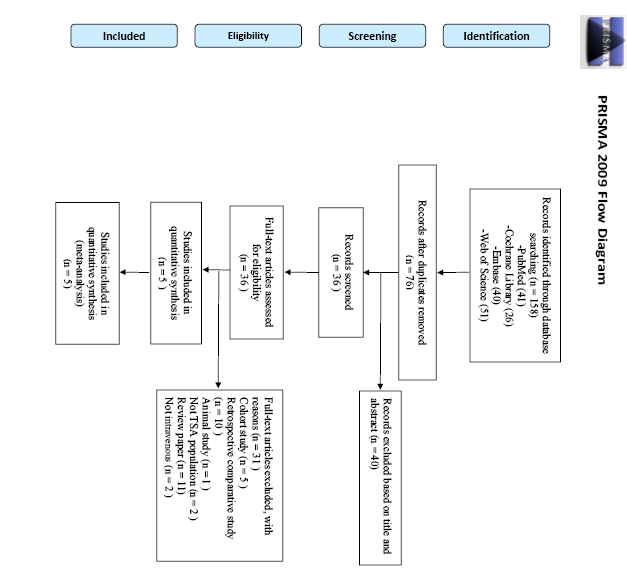 PRISMA
PRISMA 2009 Flow Diagram
Identification
Screening
Eligibility
Included
Records identified through database
searching (n = 158)
-PubMed (41)
-Cochrane Library (26)
-Embase (40)
-Web of Science (51)
Records after duplicates removed
(n = 76)
Records screened
(n = 36)
Records excluded based on title and
abstract (n = 40)
Full-text articles assessed
for eligibility
(n = 36)
Full-text articles excluded, with
reasons (n = 31)
Cohort study (n = 5)
Retrospective comparative study
(n = 10)
Animal study (n = 1)
Not TSA population (n = 2)
Review paper (n = 11)
Not intravenous (n = 2)
Studies included in
quantitative synthesis
(n = 5)
Studies included in
quantitative synthesis
(meta-analysis)
(n = 5)